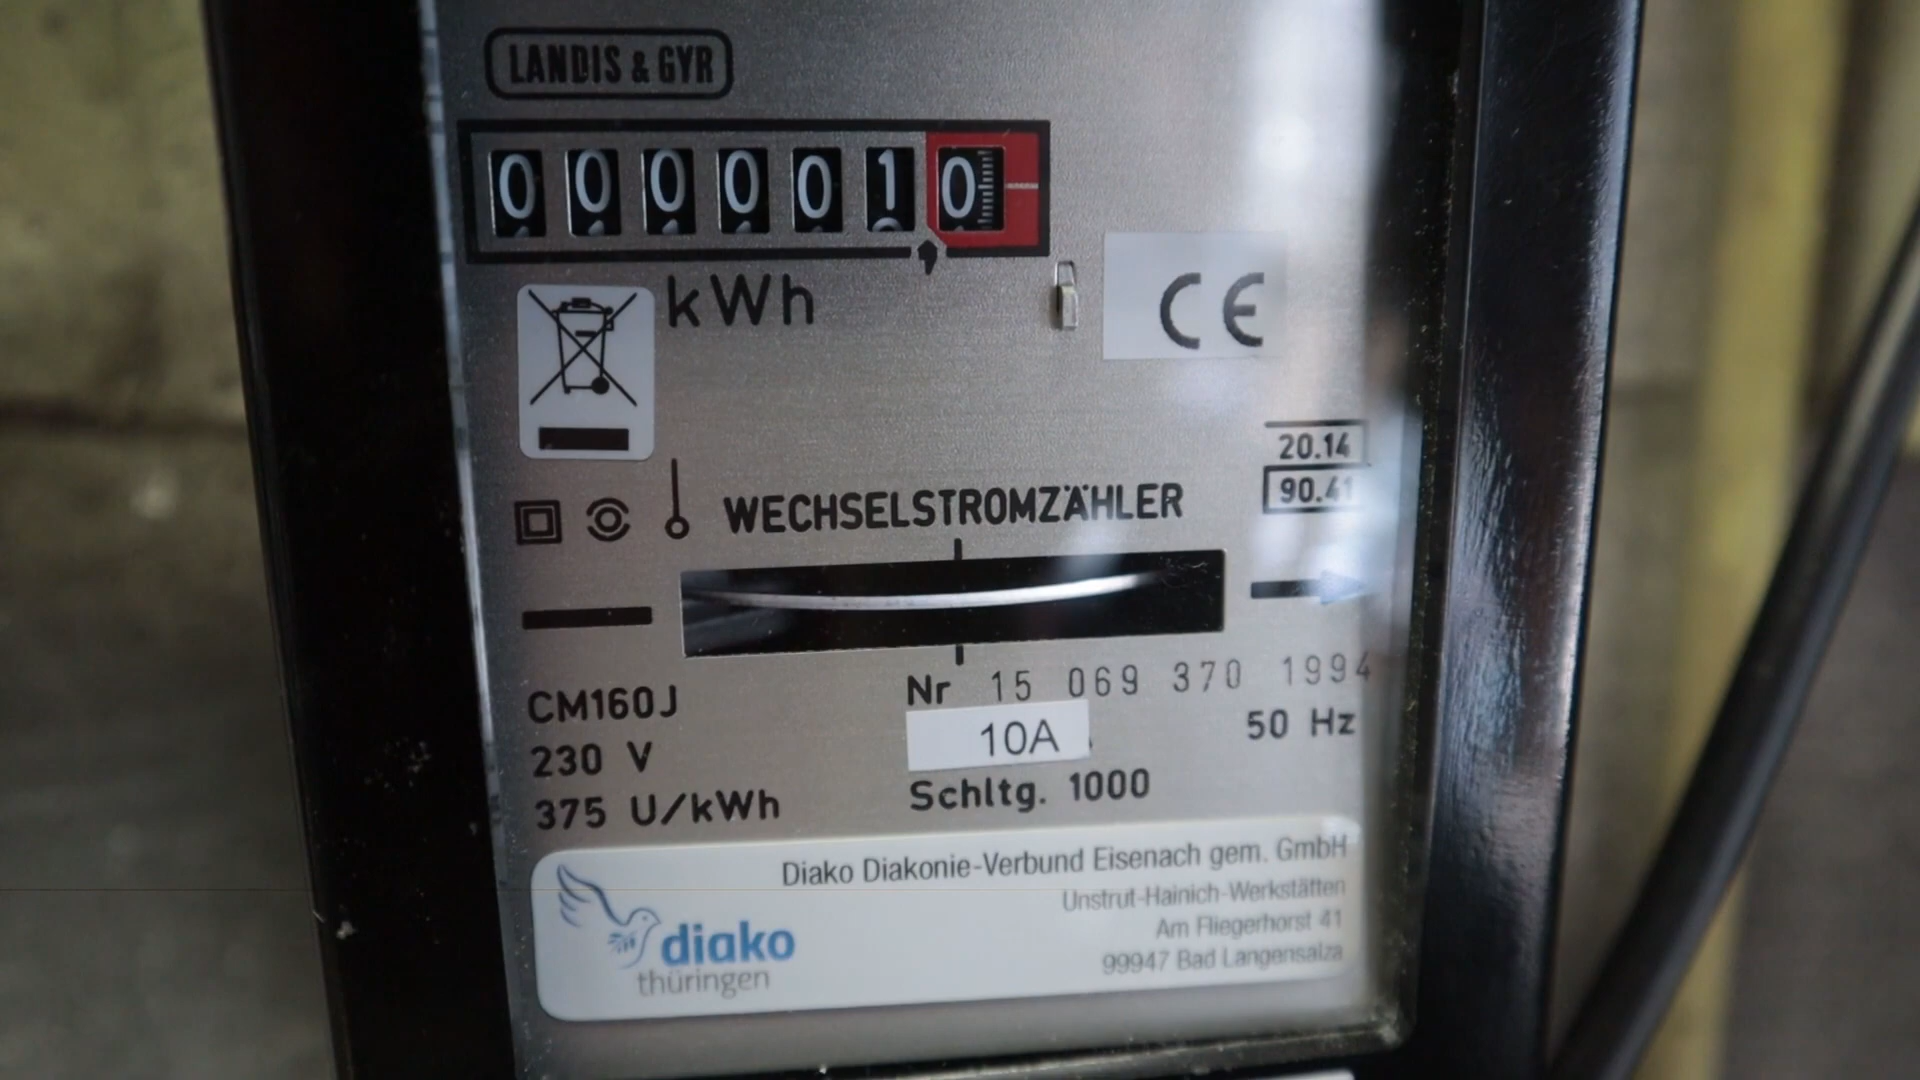 LANDIS & GYR
000001 0
kWh
CE
20.14
90.41
WECHSELSTROMZÄHLER
Nr 15 069 370 1994
CM160J
10A
50 Hz
230 V
Schltg. 1000
375 U/kWh
Diako Diakonie-Verbund Eisenach gem. GmbH
Unstrut-Hainich-Werkstätten
Am Fliegerhorst 41
99947 Bad Langensalza
diako
thüringen